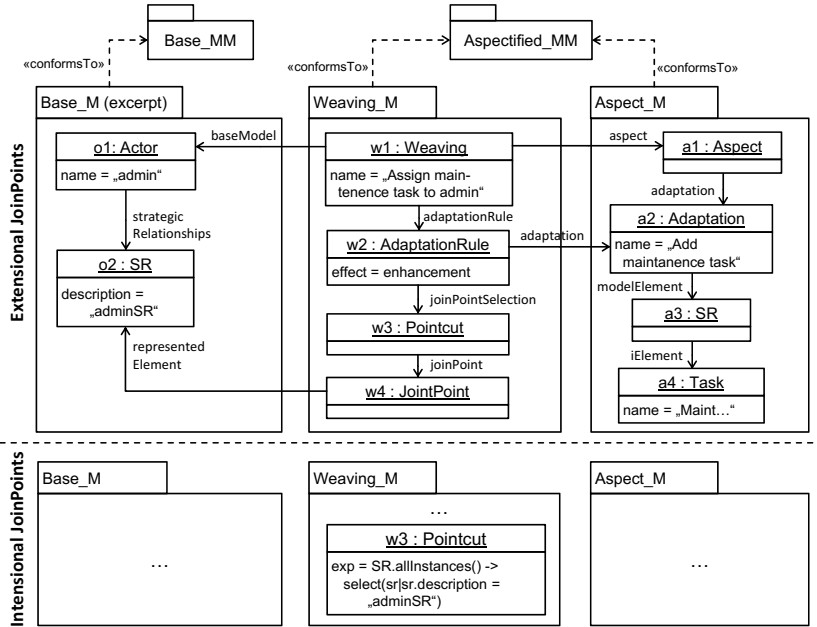 Base_MM
Aspectified_MM
«conformsTo»
«conformsTo»
«conformsTo»
Extensional JoinPoints
Base_M (excerpt)
o1: Actor
name = „admin“
strategic
Relationships
o2 : SR
description =
„adminSR“
represented
Element
baseModel
Weaving_M
w1 : Weaving
name = „Assign main-
tenence task to admin“
adaptationRule
w2 : AdaptationRule
effect = enhancement
joinPointSelection
w3 : Pointcut
joinPoint
w4 : JointPoint
aspect
adaptation
Aspect_M
a1 : Aspect
adaptation
a2 : Adaptation
name = „Add
maintanence task“
modelElement
a3 : SR
iElement
a4 : Task
name = „Maint…“
Intensional JoinPoints
Base_M
…
Weaving_M
…
w3 : Pointcut
exp = SR.allInstances() ->
select(sr|sr.description =
„adminSR“)
Aspect_M
…